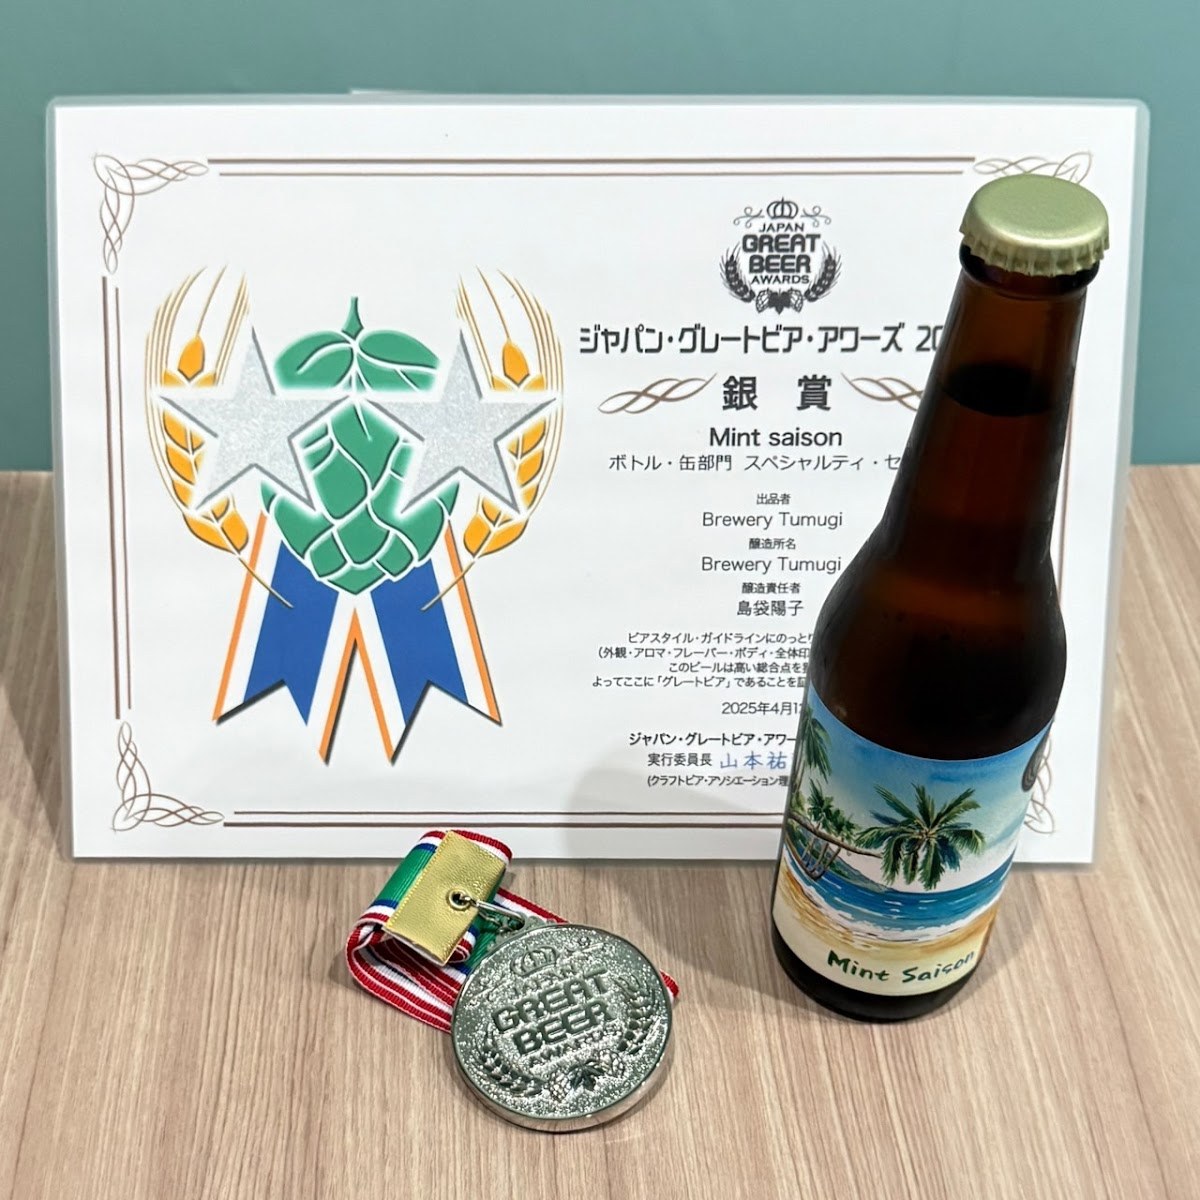 JAPAN
GREAT
BEER
AWARDS
ジャパン・グレートビア・アワーズ 20
銀賞
Mint saison
ボトル・缶部門 スペシャルティ・セ
出品者
Brewery Tumugi
醸造所名
Brewery Tumugi
醸造責任者
島袋陽子
ビアスタイル・ガイドラインにのっとり
(外観・アロマ・フレーバー・ボディ・全体印
このビールは高い総合点を
よってここに「グレートビア」であることを証
2025年4月1
ジャパン・グレートビア・アワー
実行委員長 山本祐
(クラフトビア・アソシエーション理
Mint Saison
JAPAN
GREAT
BEER
AWARDS